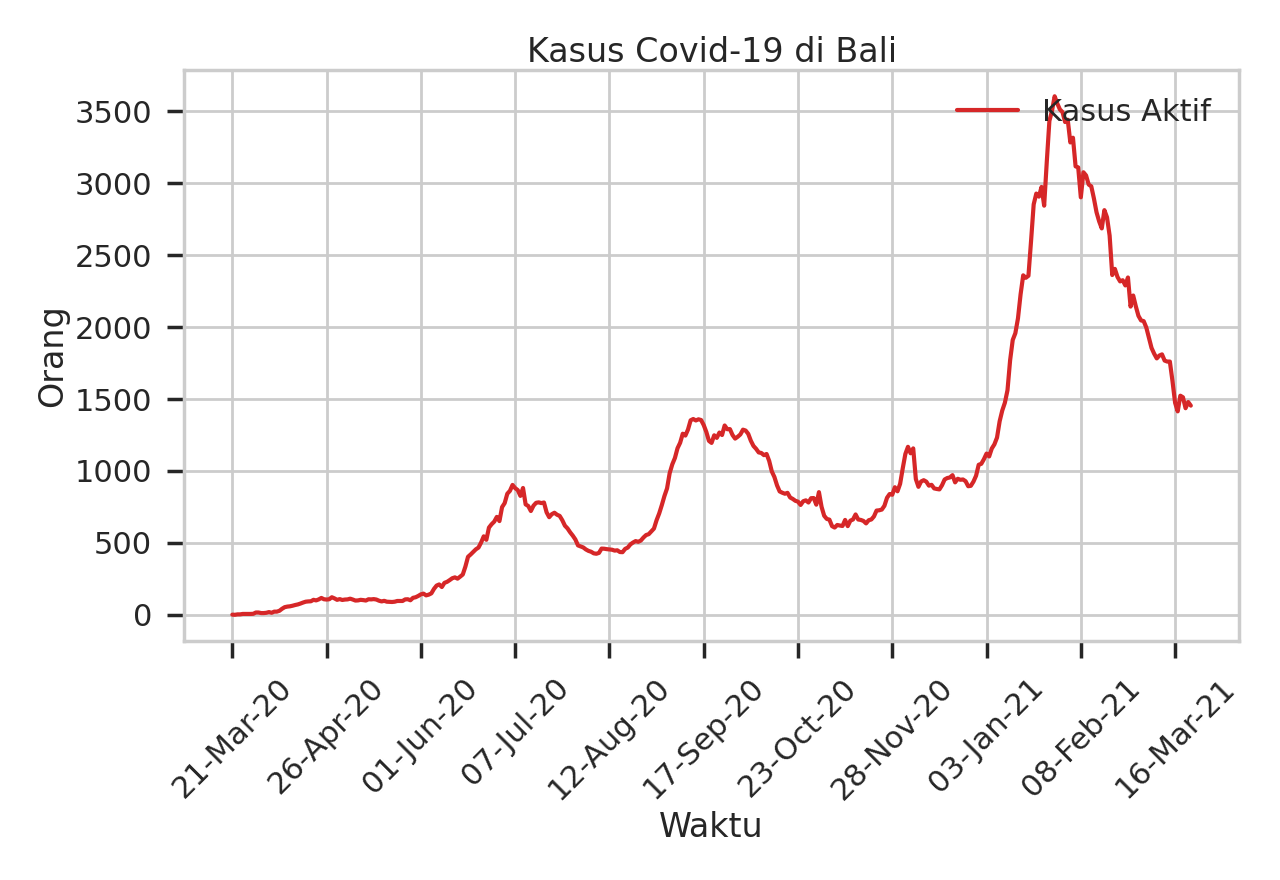 Kasus Covid-19 di Bali
Kasus Aktif
3500
3000
2500
2000
1500
1000
500
0
Orang
21-Mar-20
26-Apr-20
01-Jun-20
07-Jul-20
12-Aug-20
17-Sep-20
23-Oct-20
28-Nov-20
03-Jan-21
08-Feb-21
16-Mar-21
Waktu